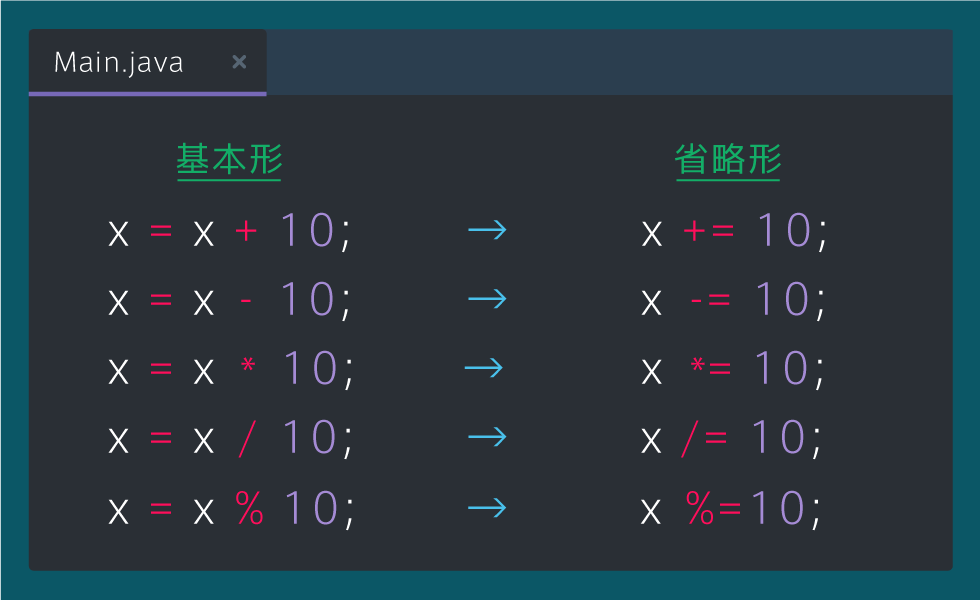 Main.java ×
基本形 省略形
x = x + 10; → x += 10;
x = x - 10; → x -= 10;
x = x * 10; → x *= 10;
x = x / 10; → x /= 10;
x = x % 10; → x %=10;